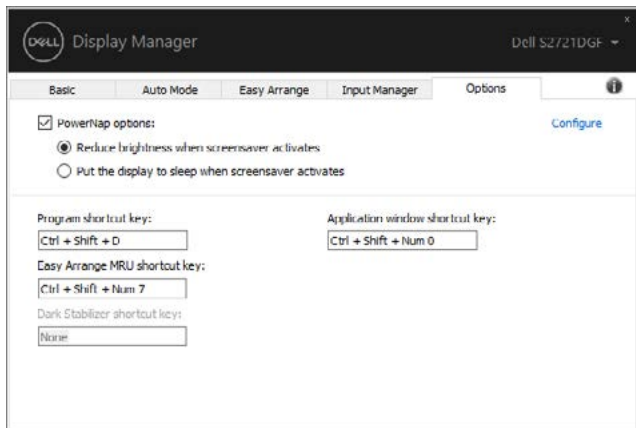 DELL Display Manager
Dell S2721DGF
Basic Auto Mode Easy Arrange Input Manager Options
PowerNap options:
Configure
Reduce brightness when screensaver activates
Put the display to sleep when screensaver activates
Program shortcut key:
Application window shortcut key:
Ctrl + Shift + D
Ctrl + Shift + Num 0
Easy Arrange MRU shortcut key:
Ctrl + Shift + Num 7
Dark Stabilizer shortcut key:
None